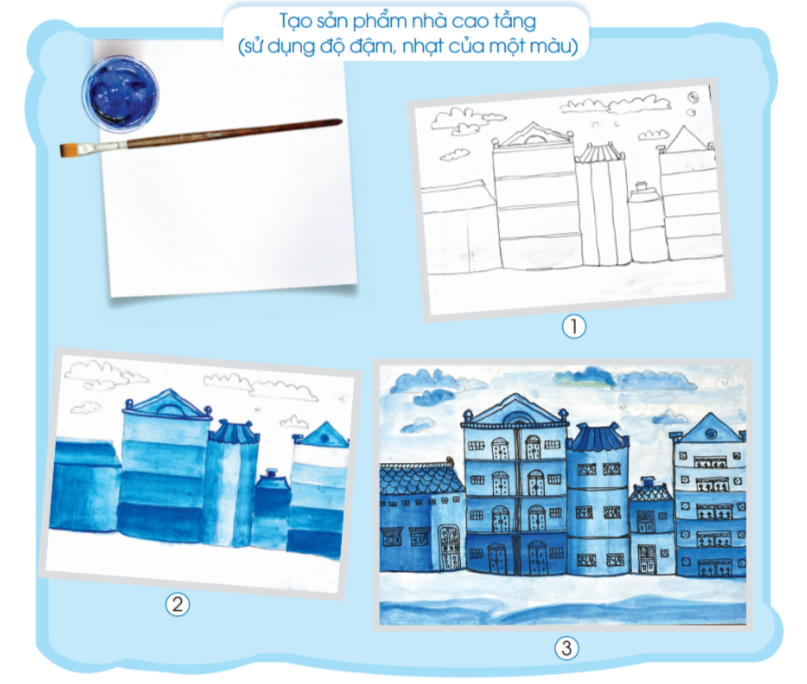 Tạo sản phẩm nhà cao tầng
(sử dụng độ đậm, nhạt của một màu)
1
2
3